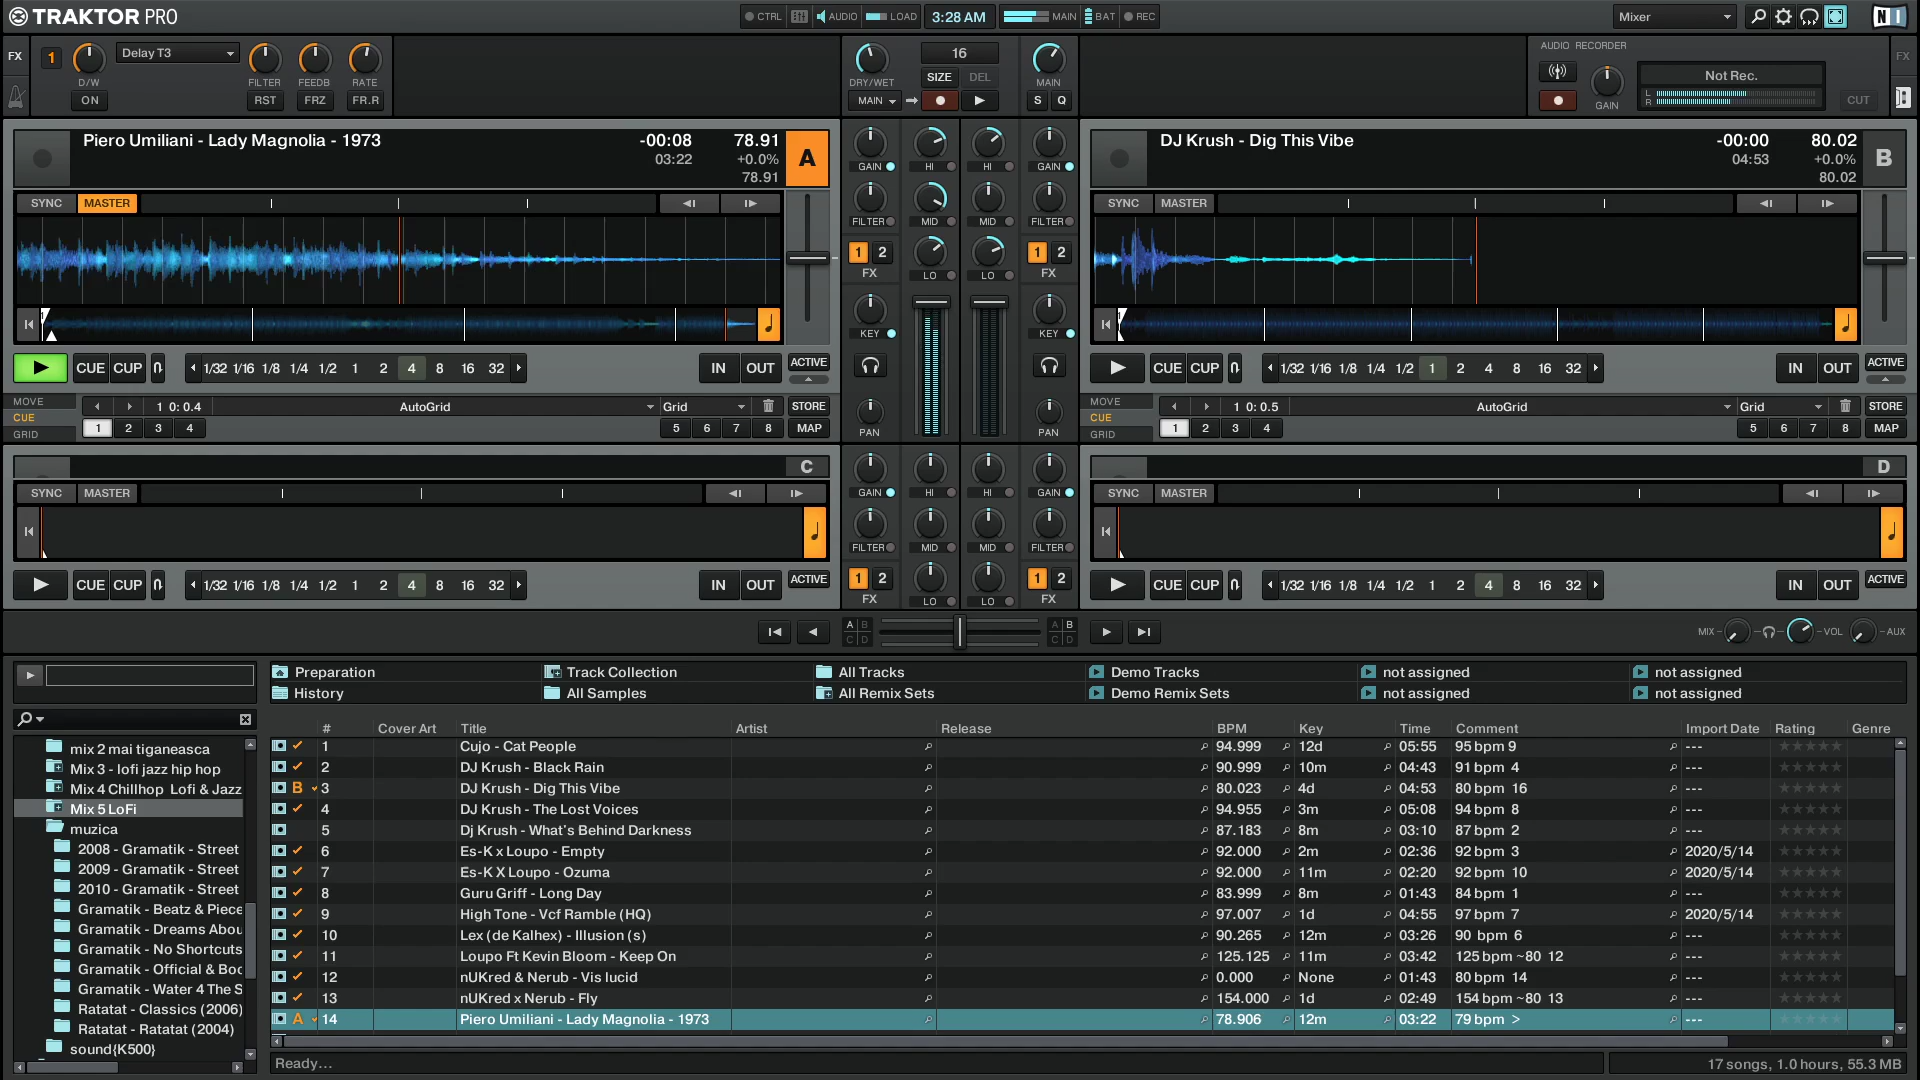 TRAKTOR PRO
CTRL AUDIO LOAD 3:28 AM MAIN BAT REC
Mixer
FX 1 Delay T3
D/W FILTER FEEDB RATE
ON RST FRZ FR.R
16
DRY/WET SIZE DEL MAIN
MAIN S Q
AUDIO RECORDER
Not Rec.
L
R
GAIN CUT
FX
Piero Umiliani - Lady Magnolia - 1973 -00:08 78.91 A
03:22 +0.0%
78.91
SYNC MASTER
CUE CUP 1/32 1/16 1/8 1/4 1/2 1 2 4 8 16 32 IN OUT ACTIVE
MOVE
CUE
GRID
1 0: 0.4 AutoGrid Grid STORE
1 2 3 4 5 6 7 8 MAP
GAIN HI HI GAIN
FILTER MID MID FILTER
1 2 1 2
FX LO LO FX
KEY KEY
PAN PAN
DJ Krush - Dig This Vibe -00:00 80.02 B
04:53 +0.0%
80.02
SYNC MASTER
CUE CUP 1/32 1/16 1/8 1/4 1/2 1 2 4 8 16 32 IN OUT ACTIVE
MOVE
CUE
GRID
1 0: 0.5 AutoGrid Grid STORE
1 2 3 4 5 6 7 8 MAP
C
SYNC MASTER
CUE CUP 1/32 1/16 1/8 1/4 1/2 1 2 4 8 16 32 IN OUT ACTIVE
GAIN HI HI GAIN
FILTER MID MID FILTER
1 2 1 2
FX LO LO FX
D
SYNC MASTER
CUE CUP 1/32 1/16 1/8 1/4 1/2 1 2 4 8 16 32 IN OUT ACTIVE
A B A B
C D C D
MIX VOL AUX
Preparation Track Collection All Tracks Demo Tracks not assigned not assigned
History All Samples All Remix Sets Demo Remix Sets not assigned not assigned
mix 2 mai tiganeasca
Mix 3 - lofi jazz hip hop
Mix 4 Chillhop Lofi & Jazz
Mix 5 LoFi
muzica
2008 - Gramatik - Street
2009 - Gramatik - Street
2010 - Gramatik - Street
Gramatik - Beatz & Piece
Gramatik - Dreams Abou
Gramatik - No Shortcuts
Gramatik - Official & Boo
Gramatik - Water 4 The S
Ratatat - Classics (2006)
Ratatat - Ratatat (2004)
sound{K500}
# Cover Art Title Artist Release BPM Key Time Comment Import Date Rating Genre
1 Cujo - Cat People 94.999 12d 05:55 95 bpm 9 ---
2 DJ Krush - Black Rain 90.999 10m 04:43 91 bpm 4 ---
B 3 DJ Krush - Dig This Vibe 80.023 4d 04:53 80 bpm 16 ---
4 DJ Krush - The Lost Voices 94.955 3m 05:08 94 bpm 8 ---
5 Dj Krush - What's Behind Darkness 87.183 8m 03:10 87 bpm 2 ---
6 Es-K x Loupo - Empty 92.000 2m 02:36 92 bpm 3 2020/5/14
7 Es-K X Loupo - Ozuma 92.000 11m 02:20 92 bpm 10 2020/5/14
8 Guru Griff - Long Day 83.999 8m 01:43 84 bpm 1 ---
9 High Tone - Vcf Ramble (HQ) 97.007 1d 04:55 97 bpm 7 2020/5/14
10 Lex (de Kalhex) - Illusion (s) 90.265 12m 03:26 90 bpm 6 ---
11 Loupo Ft Kevin Bloom - Keep On 125.125 11m 03:42 125 bpm ~80 12 ---
12 nUKred & Nerub - Vis lucid 0.000 None 01:43 80 bpm 14 ---
13 nUKred x Nerub - Fly 154.000 1d 02:49 154 bpm ~80 13 ---
A 14 Piero Umiliani - Lady Magnolia - 1973 78.906 12m 03:22 79 bpm > ---
Ready... 17 songs, 1.0 hours, 55.3 MB